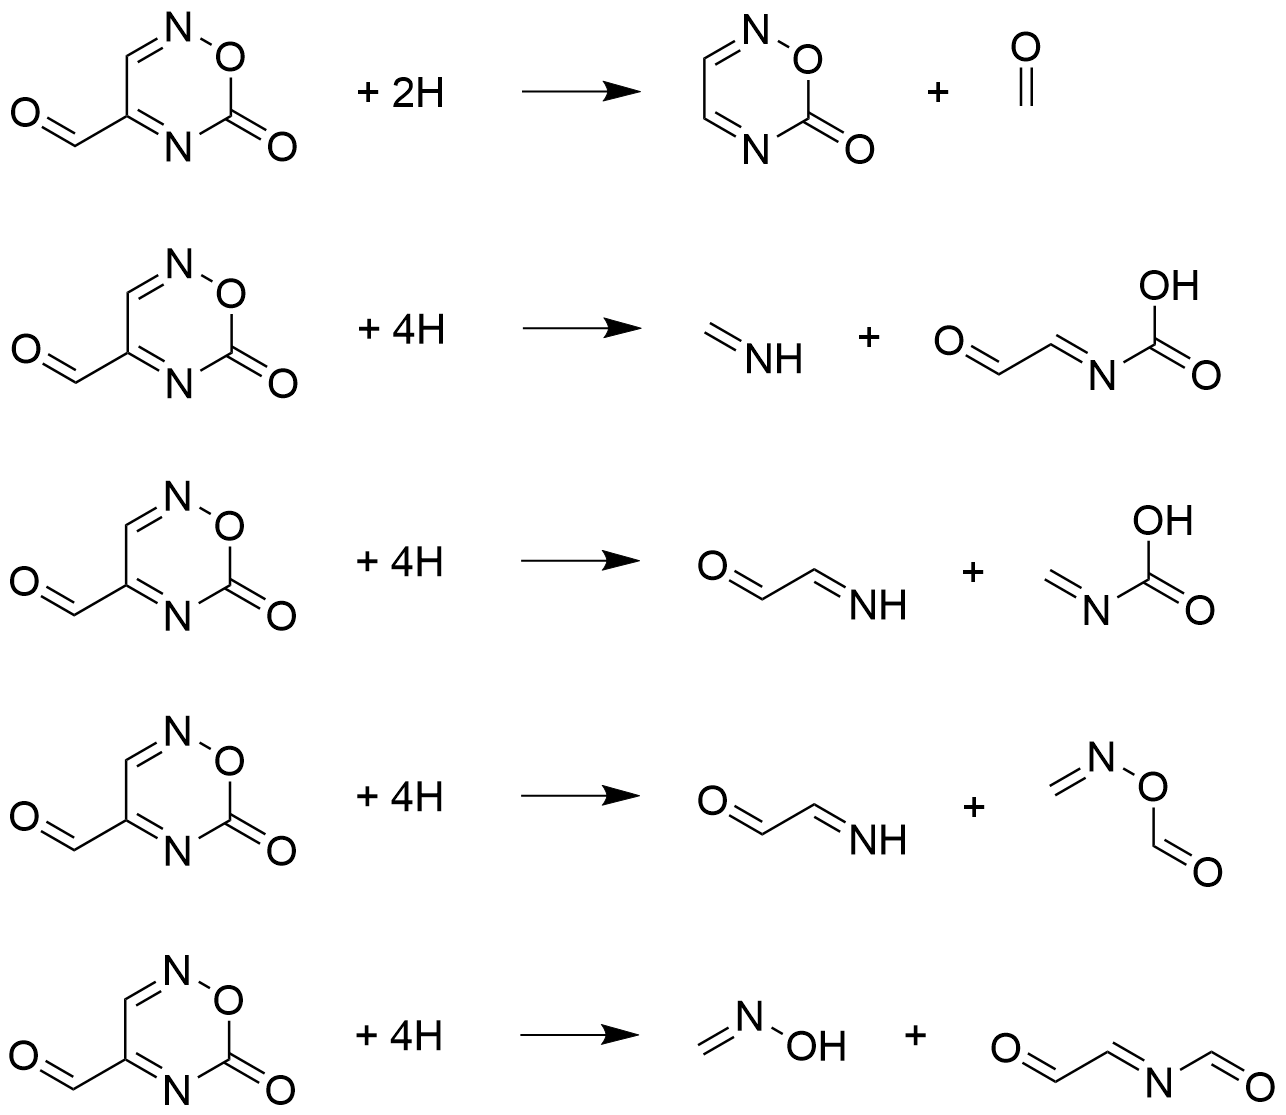 N N O
O O
O + 2H + O
N O N O
N N O
O OH
O + 4H NH + O
N O N O
N
O OH
O + 4H O + 
N O NH N O
N N
O O O
O + 4H + 
N O NH O
N N
O OH
O + 4H + O
N O N O